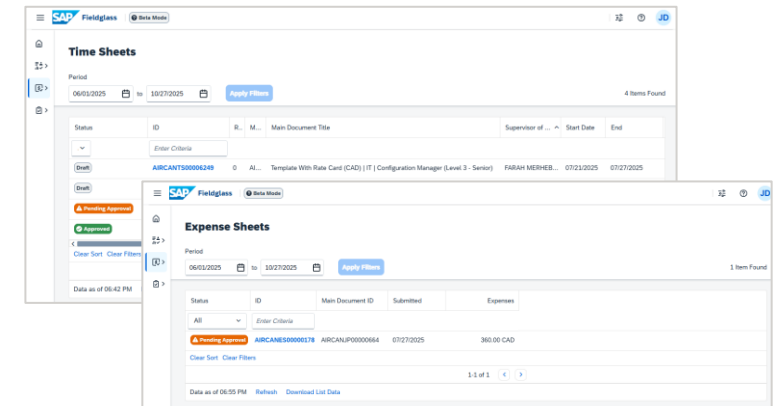 SAP Fieldglass Beta Mode JD
Time Sheets
Period
06/01/2025 to 10/27/2025 Apply Filters 4 Items Found
Status ID R... M... Main Document Title Supervisor of ... Start Date End
Enter Criteria
Draft AIRCANTS00006249 0 AI... Template With Rate Card (CAD) | IT | Configuration Manager (Level 3 - Senior) FARAH MERHEB... 07/21/2025 07/27/2025
Draft
Pending Approval
Approved
Clear Sort Clear Filters
Data as of 06:42 PM
SAP Fieldglass Beta Mode JD
Expense Sheets
Period
06/01/2025 to 10/27/2025 Apply Filters 1 Item Found
Status ID Main Document ID Submitted Expenses
All Enter Criteria
Pending Approval AIRCANES00000178 AIRCANJP00000664 07/27/2025 360.00 CAD
Clear Sort Clear Filters
1-1 of 1
Data as of 06:55 PM Refresh Download List Data